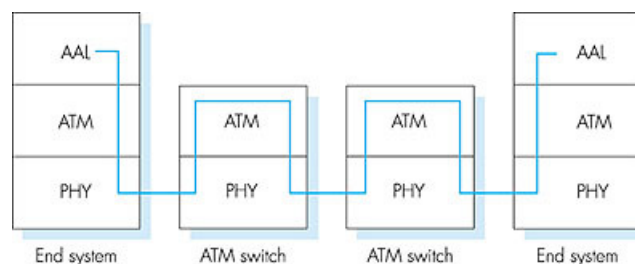 AAL
AAL
ATM
ATM
ATM
ATM
PHY
PHY
PHY
PHY
End system
ATM switch
ATM switch
End system